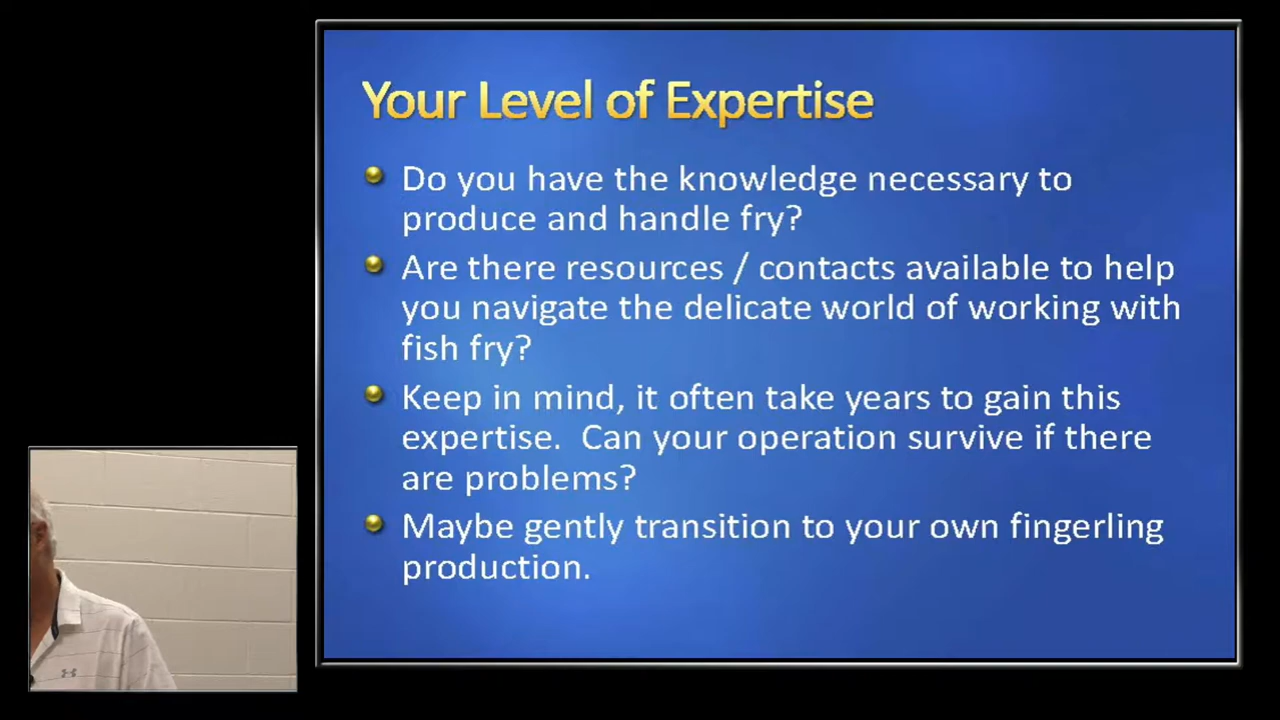 Your Level of Expertise
Do you have the knowledge necessary to
produce and handle fry?
Are there resources / contacts available to help
you navigate the delicate world of working with
fish fry?
Keep in mind, it often take years to gain this
expertise.  Can your operation survive if there
are problems?
Maybe gently transition to your own fingerling
production.